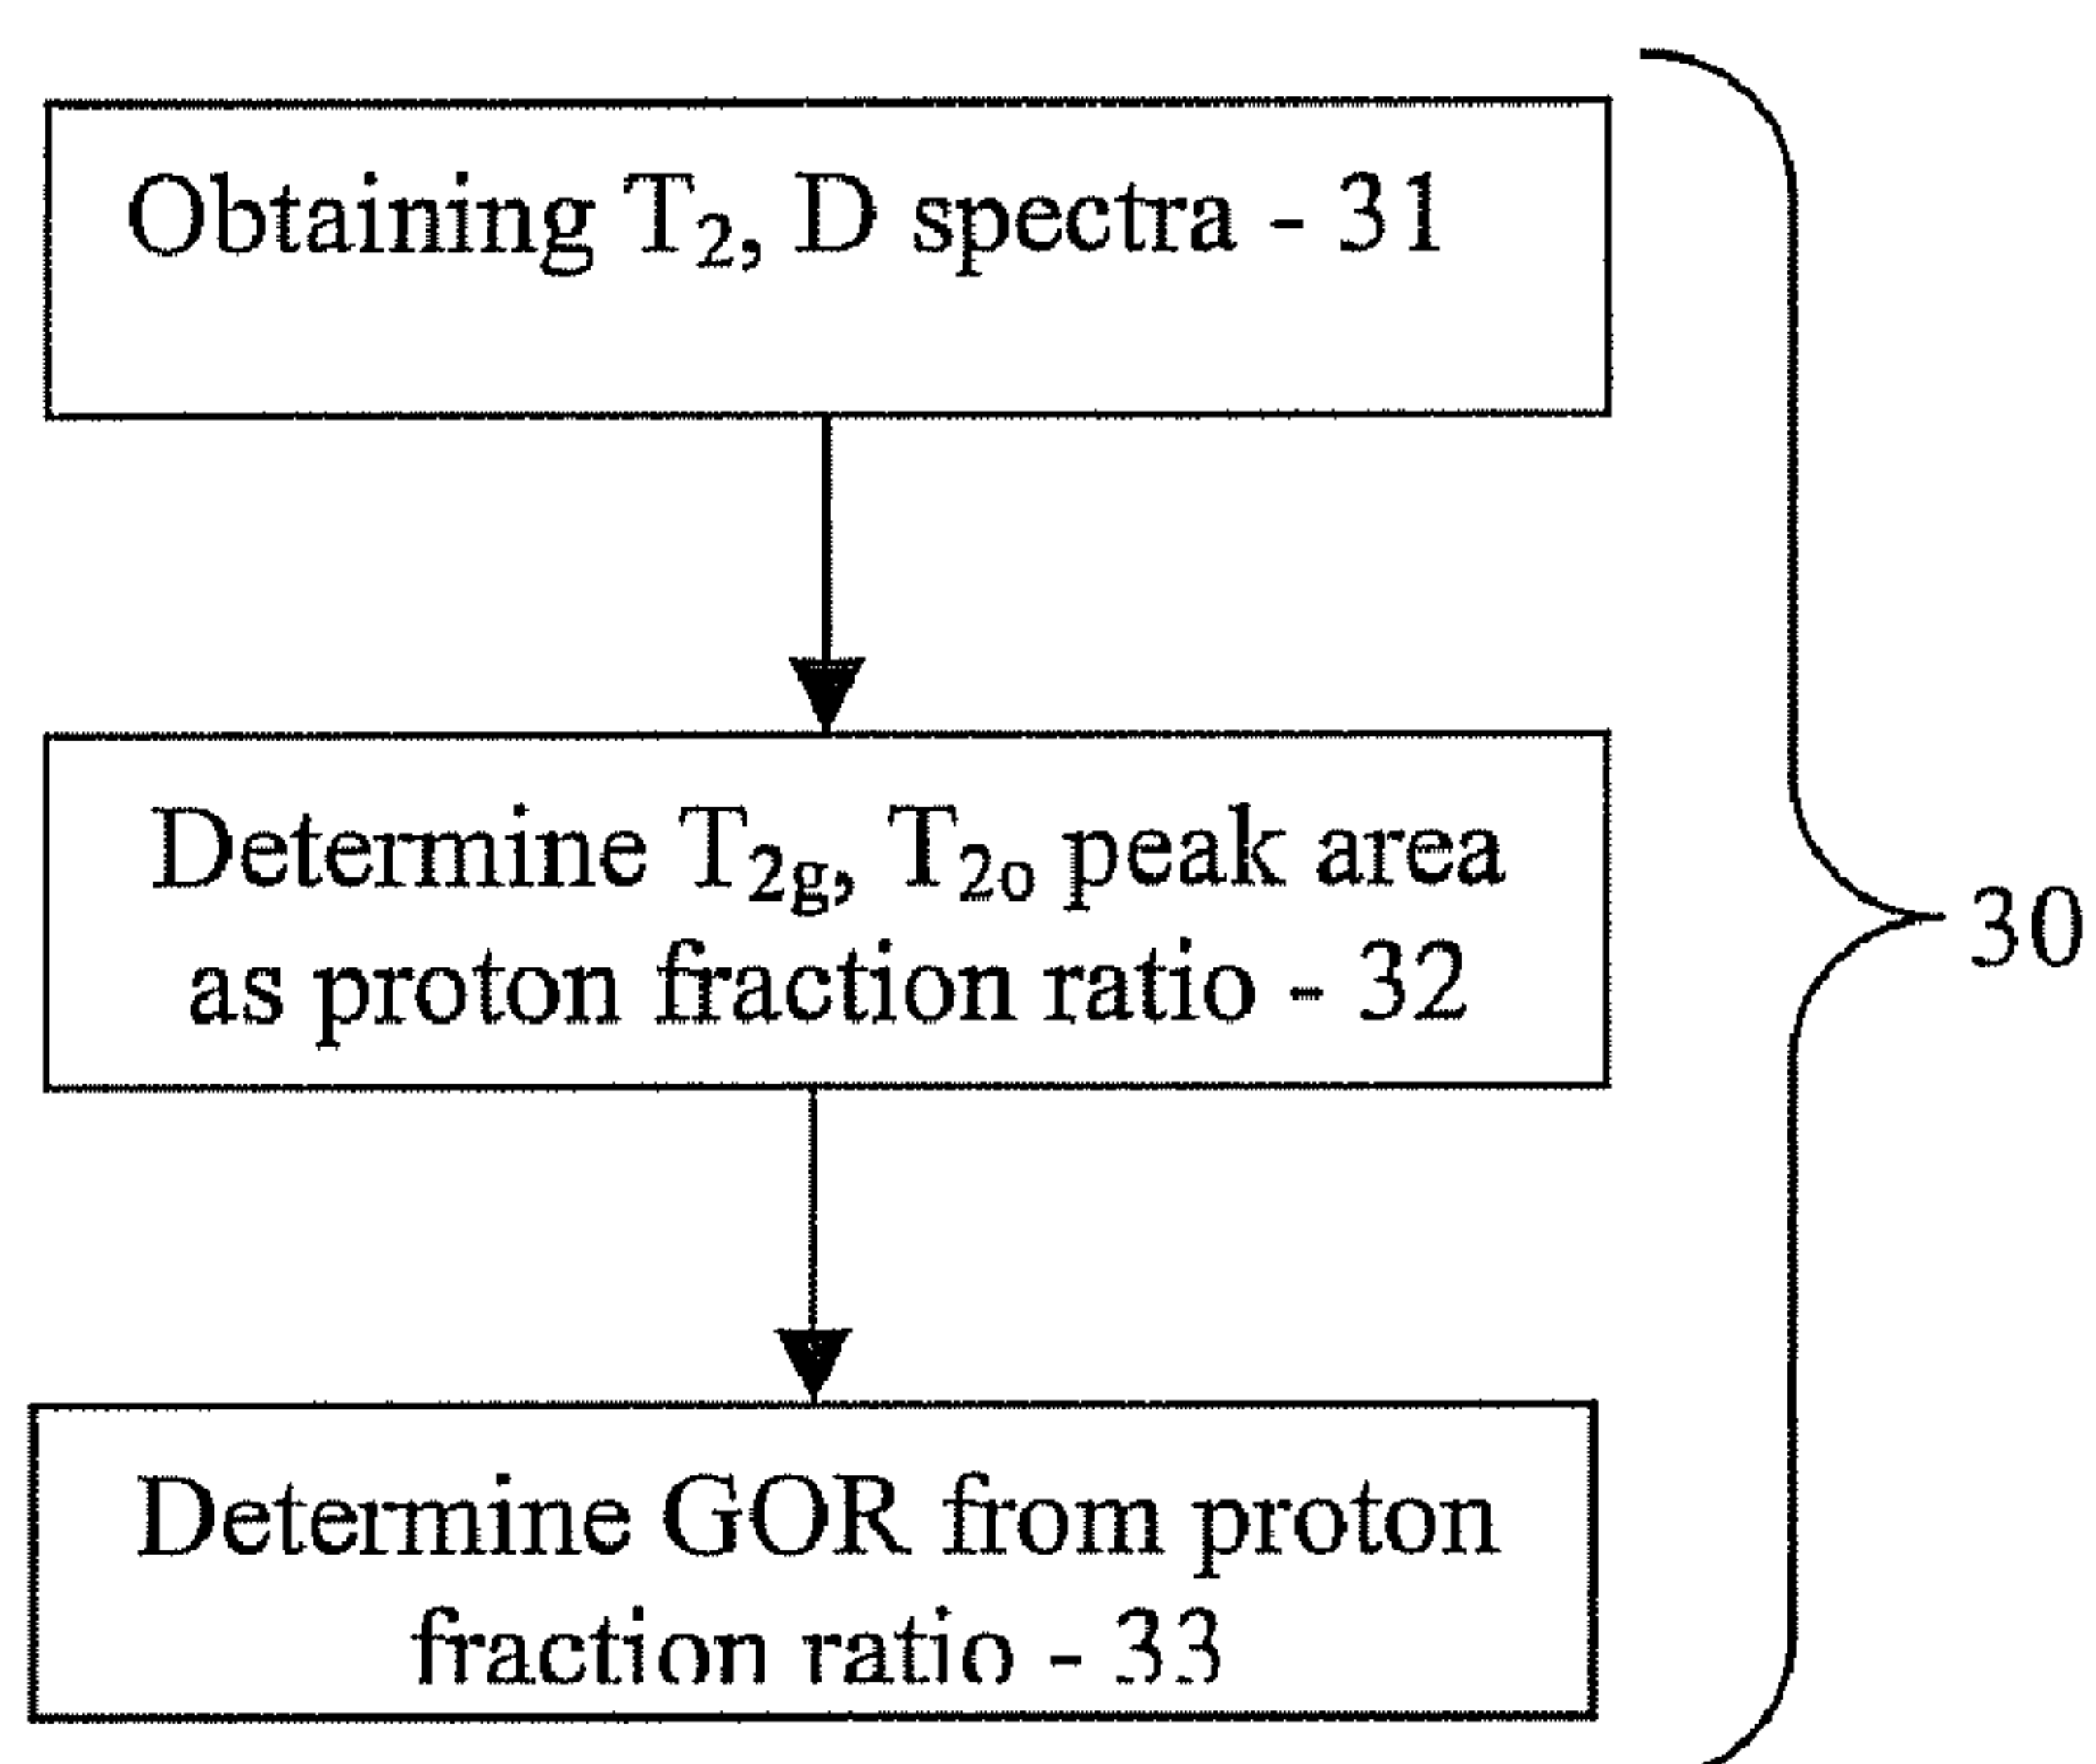 Obtaining T₂, D spectra - 31
Determine T₂g, T₂o peak area
as proton fraction ratio - 32
30
Determine GOR from proton
fraction ratio - 33